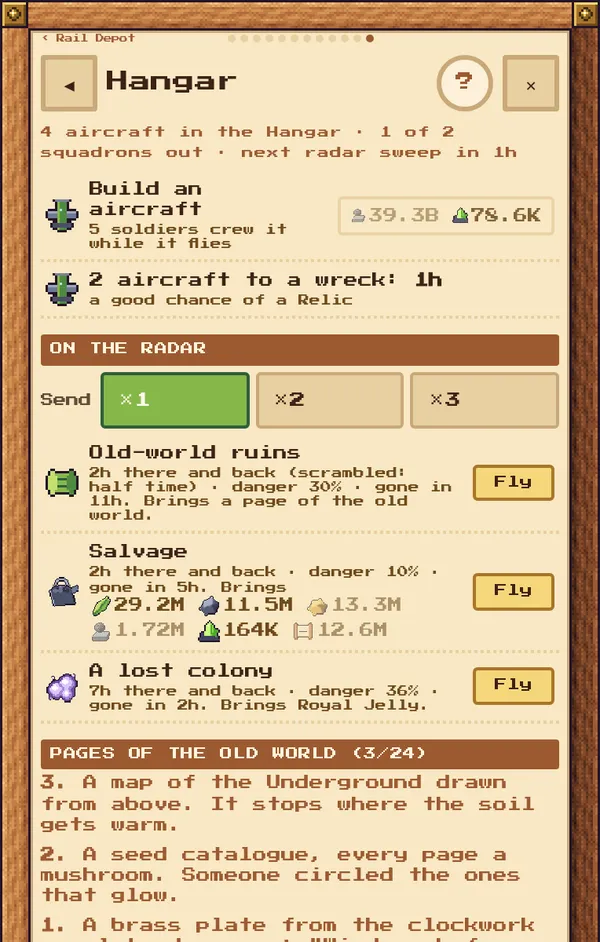 ‹ Rail Depot
Hangar
?
×
4 aircraft in the Hangar · 1 of 2
squadrons out · next radar sweep in 1h
Build an
aircraft
5 soldiers crew it
while it flies
39.3B 78.6K
2 aircraft to a wreck: 1h
a good chance of a Relic
ON THE RADAR
Send ×1 ×2 ×3
Old-world ruins
2h there and back (scrambled:
half time) · danger 30% · gone in
11h. Brings a page of the old
world.
Fly
Salvage
2h there and back · danger 10% ·
gone in 5h. Brings
29.2M 11.5M 13.3M
1.72M 164K 12.6M
Fly
A lost colony
7h there and back · danger 36% ·
gone in 2h. Brings Royal Jelly.
Fly
PAGES OF THE OLD WORLD (3/24)
3. A map of the Underground drawn
from above. It stops where the soil
gets warm.
2. A seed catalogue, every page a
mushroom. Someone circled the ones
that glow.
1. A brass plate from the clockwork